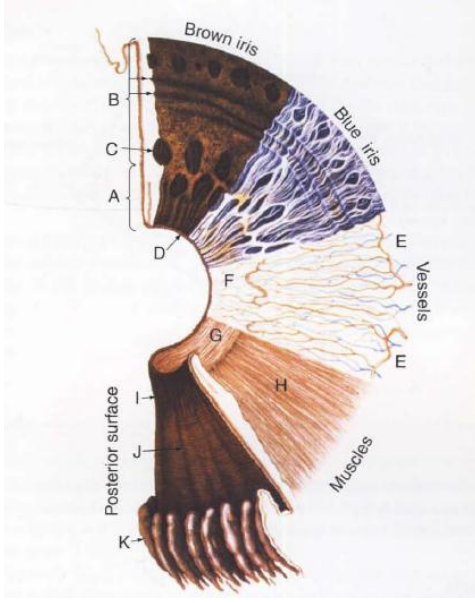 Brown iris
Blue iris
B
C
A
D
E
F
Vessels
E
G
H
I
Posterior surface
J
Muscles
K